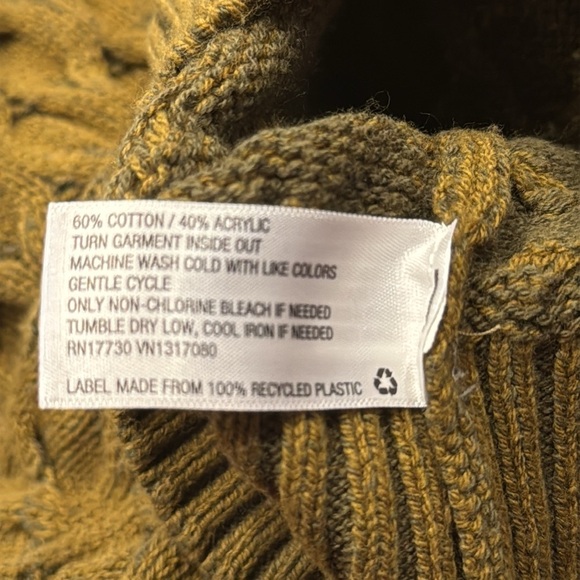 60% COTTON / 40% ACRYLIC
TURN GARMENT INSIDE OUT
MACHINE WASH COLD WITH LIKE COLORS
GENTLE CYCLE
ONLY NON-CHLORINE BLEACH IF NEEDED
TUMBLE DRY LOW, COOL IRON IF NEEDED
RN17730 VN1317080
LABEL MADE FROM 100% RECYCLED PLASTIC